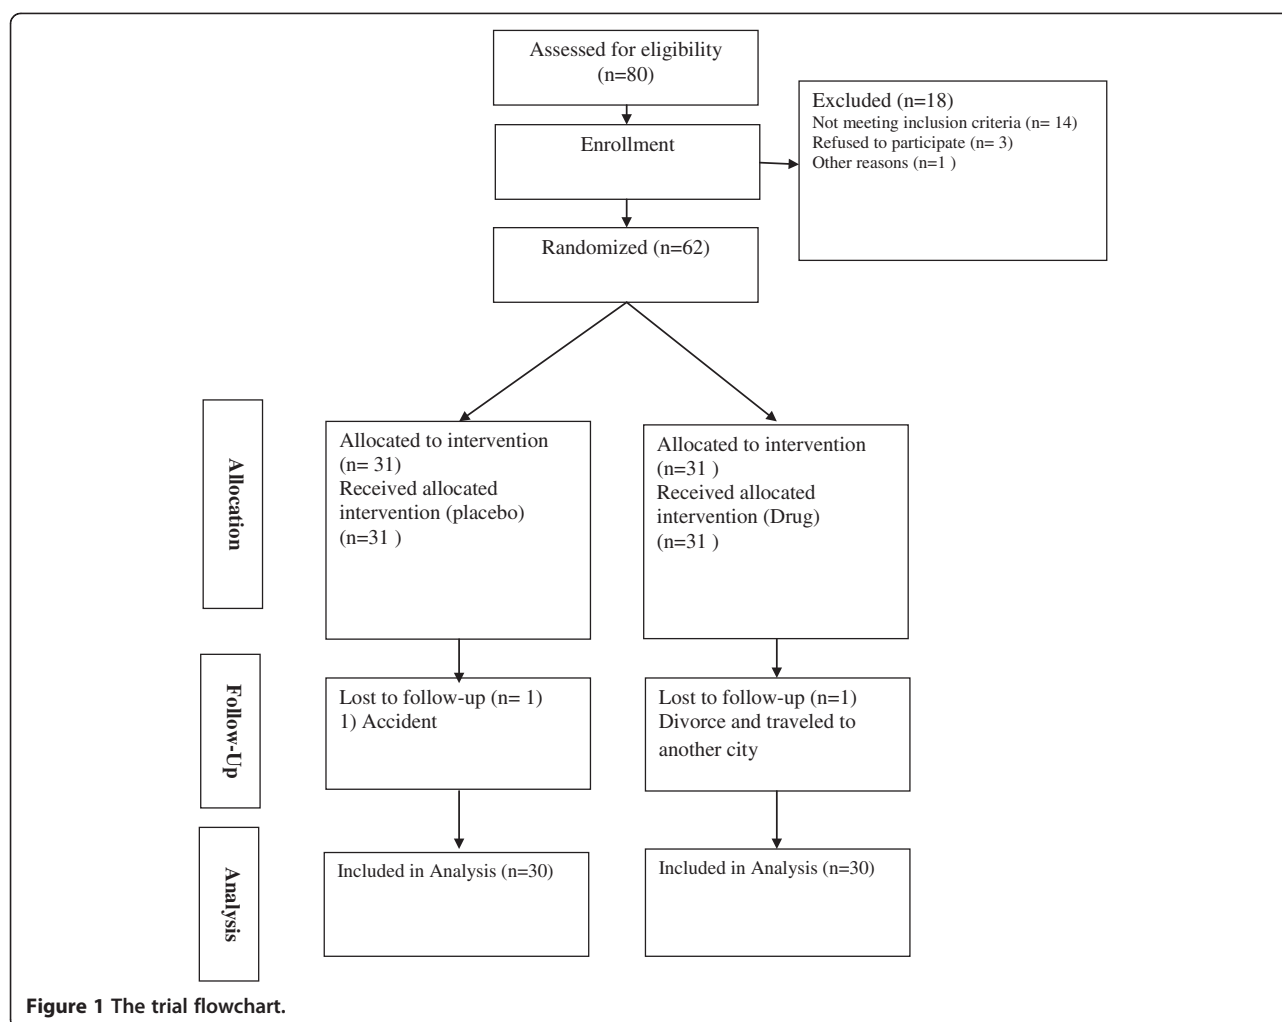 Assessed for eligibility
(n=80)
Excluded (n=18)
Not meeting inclusion criteria (n= 14)
Refused to participate (n= 3)
Other reasons (n=1 )
Enrollment
Randomized (n=62)
Allocation
Allocated to intervention
(n= 31)
Received allocated
intervention (placebo)
(n=31 )
Allocated to intervention
(n=31 )
Received allocated
intervention (Drug)
(n=31 )
Follow-Up
Lost to follow-up (n= 1)
1) Accident
Lost to follow-up (n=1)
Divorce and traveled to
another city
Analysis
Included in Analysis (n=30)
Included in Analysis (n=30)
Figure 1 The trial flowchart.